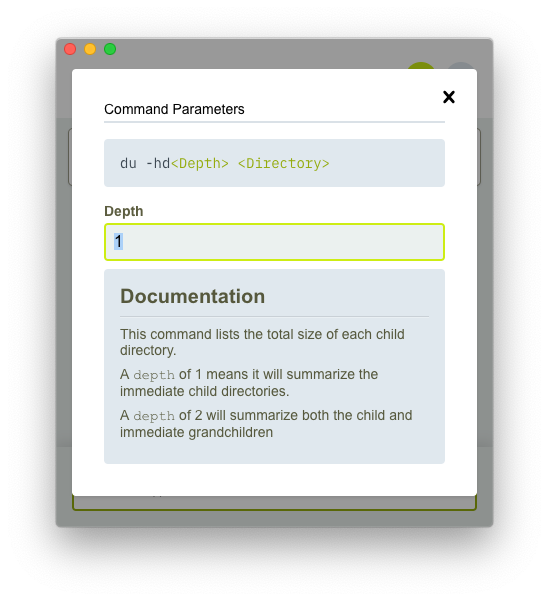 Command Parameters
du -hd<Depth> <Directory>
Depth
1
Documentation
This command lists the total size of each child
directory.
A depth of 1 means it will summarize the
immediate child directories.
A depth of 2 will summarize both the child and
immediate grandchildren